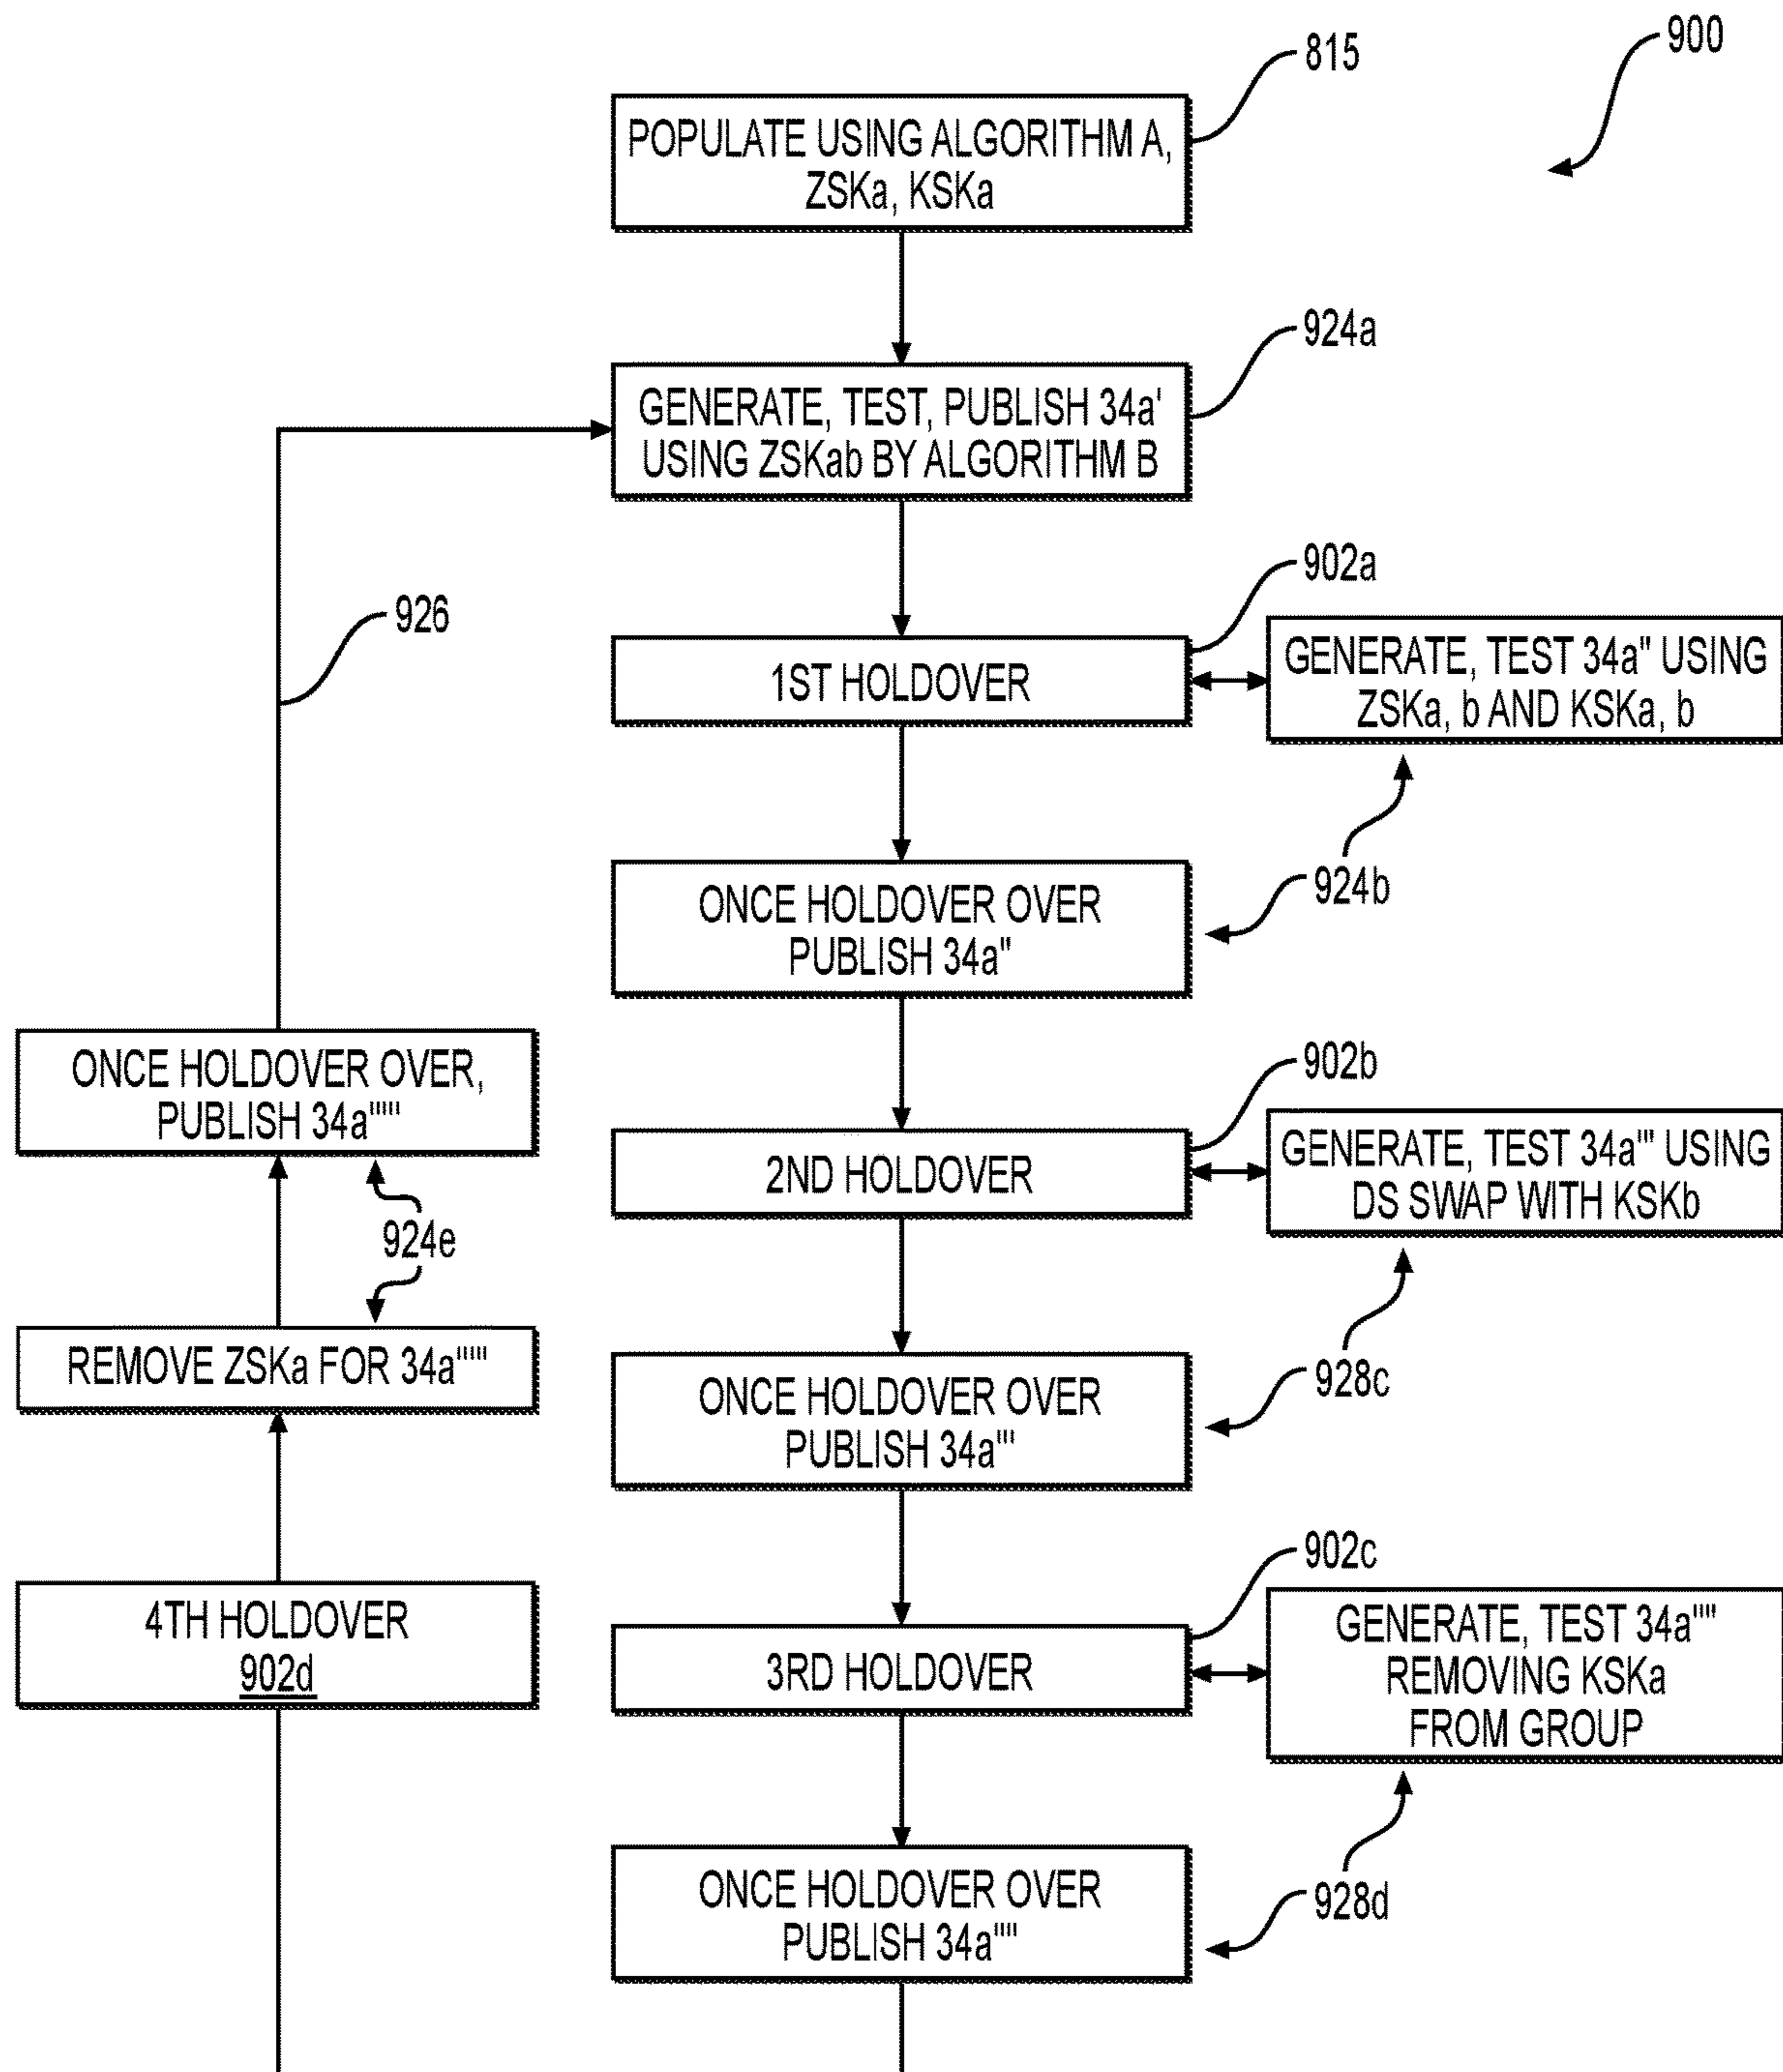 900
815
POPULATE USING ALGORITHM A,
ZSKa, KSKa
924a
GENERATE, TEST, PUBLISH 34a'
USING ZSKab BY ALGORITHM B
902a
926
1ST HOLDOVER
GENERATE, TEST 34a'' USING
ZSKa, b AND KSKa, b
924b
ONCE HOLDOVER OVER
PUBLISH 34a''
902b
ONCE HOLDOVER OVER,
PUBLISH 34a'''''
2ND HOLDOVER
GENERATE, TEST 34a''' USING
DS SWAP WITH KSKb
924e
REMOVE ZSKa FOR 34a'''''
928c
ONCE HOLDOVER OVER
PUBLISH 34a'''
902c
4TH HOLDOVER
902d
3RD HOLDOVER
GENERATE, TEST 34a''''
REMOVING KSKa
FROM GROUP
928d
ONCE HOLDOVER OVER
PUBLISH 34a''''